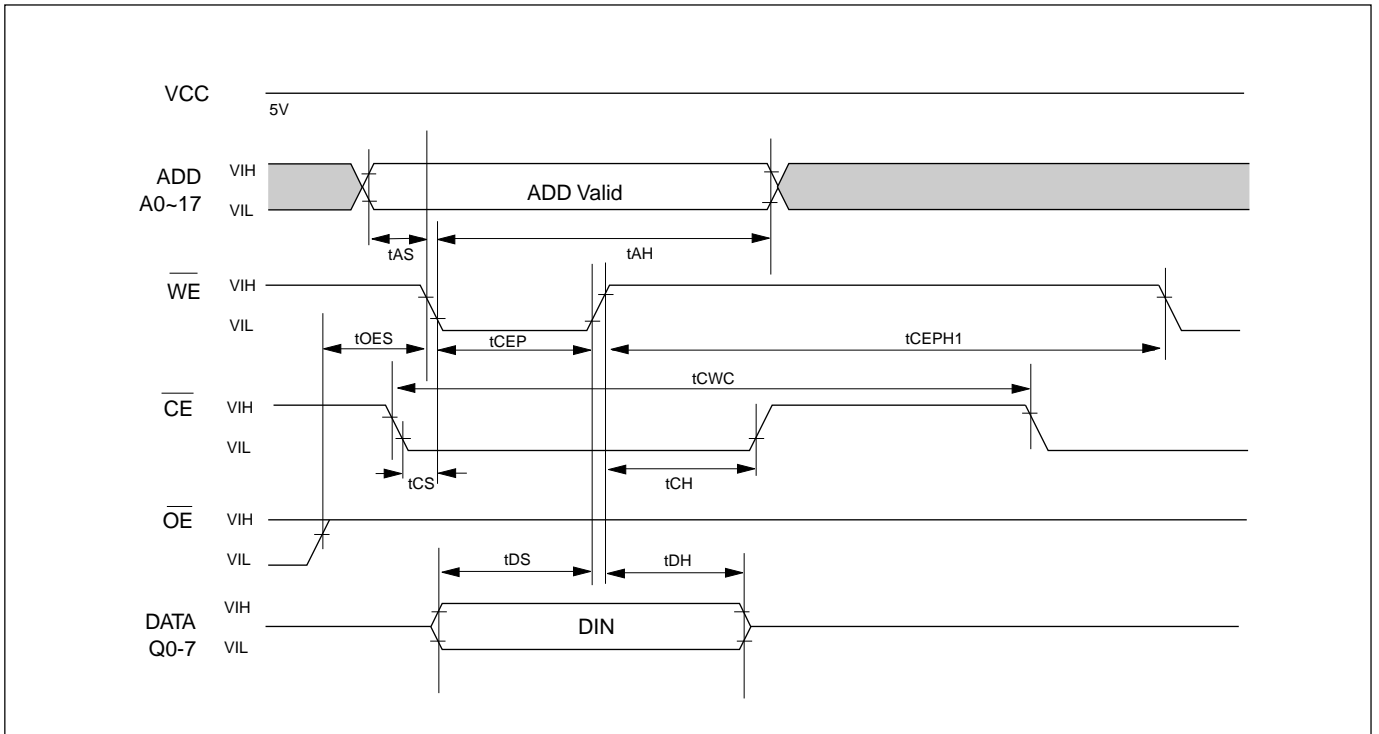 VCC
5V
ADD
A0~17
VIH
VIL
ADD Valid
tAS
tAH
WE
VIH
VIL
tOES
tCEP
tCEPH1
tCWC
CE
VIH
VIL
tCS
tCH
OE
VIH
VIL
tDS
tDH
DATA
Q0-7
VIH
VIL
DIN